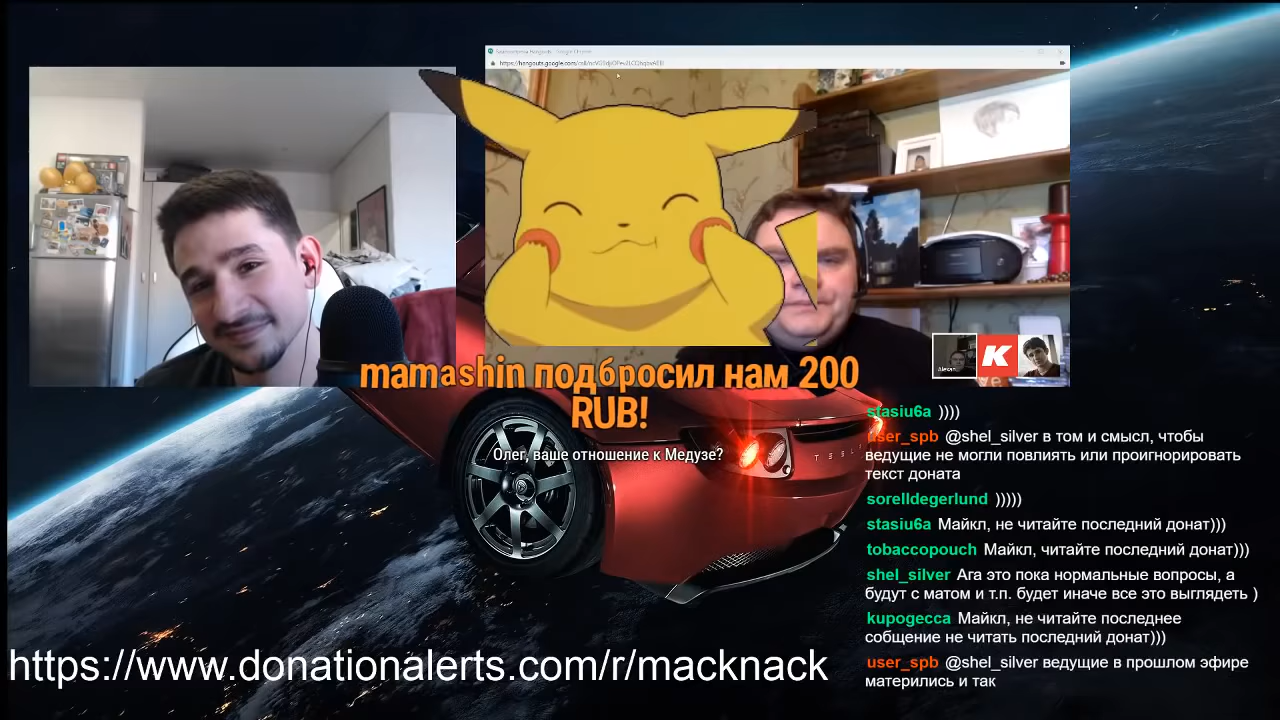 mamashin подбросил нам 200
RUB!
Олег, ваше отношение к Медузе?
TESL
K
Alexan
https://www.donationalerts.com/r/macknack
stasiu6a ))))
user_spb @shel_silver в том и смысл, чтобы
ведущие не могли повлиять или проигнорировать
текст доната
sorelldegerlund )))))
stasiu6a Майкл, не читайте последний донат)))
tobaccopouch Майкл, читайте последний донат)))
shel_silver Ага это пока нормальные вопросы, а
будут с матом и т.п. будет иначе все это выглядеть )
kupogecca Майкл, не читайте последнее
собщение не читать последний донат)))
user_spb @shel_silver ведущие в прошлом эфире
матерились и так